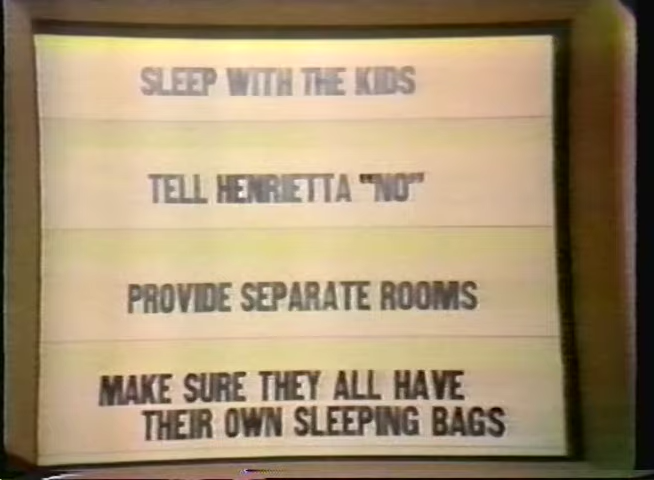 SLEEP WITH THE KIDS
TELL HENRIETTA "NO"
PROVIDE SEPARATE ROOMS
MAKE SURE THEY ALL HAVE
THEIR OWN SLEEPING BAGS